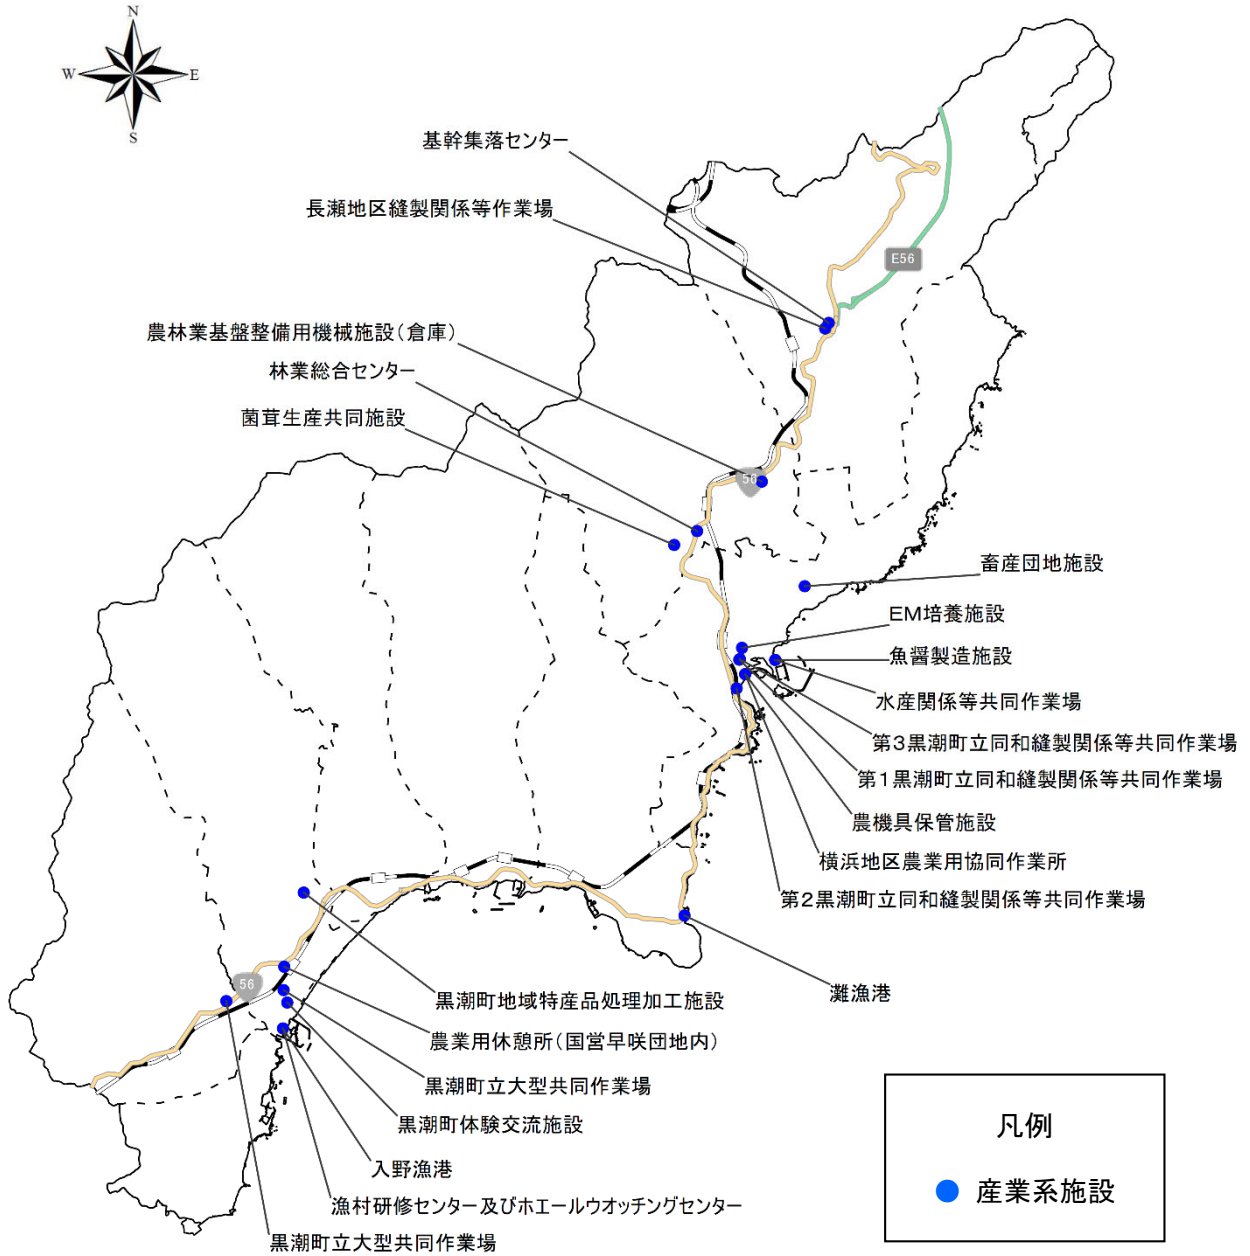 N
W
E
S
基幹集落センター
長瀬地区縫製関係等作業場
E56
農林業基盤整備用機械施設(倉庫)
林業総合センター
菌茸生産共同施設
56
畜産団地施設
EM培養施設
魚醤製造施設
水産関係等共同作業場
第3黒潮町立同和縫製関係等共同作業場
第1黒潮町立同和縫製関係等共同作業場
農機具保管施設
横浜地区農業用協同作業所
第2黒潮町立同和縫製関係等共同作業場
灘漁港
56
黒潮町地域特産品処理加工施設
農業用休憩所(国営早咲団地内)
黒潮町立大型共同作業場
黒潮町体験交流施設
入野漁港
漁村研修センター及びホエールウオッチングセンター
黒潮町立大型共同作業場
凡例
産業系施設